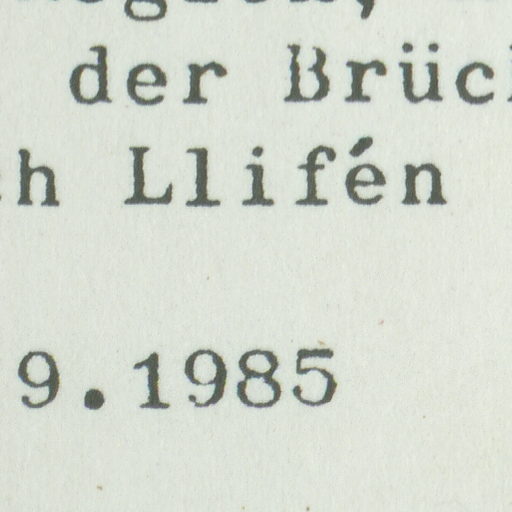 der Brüc
h Llifén
9.1985